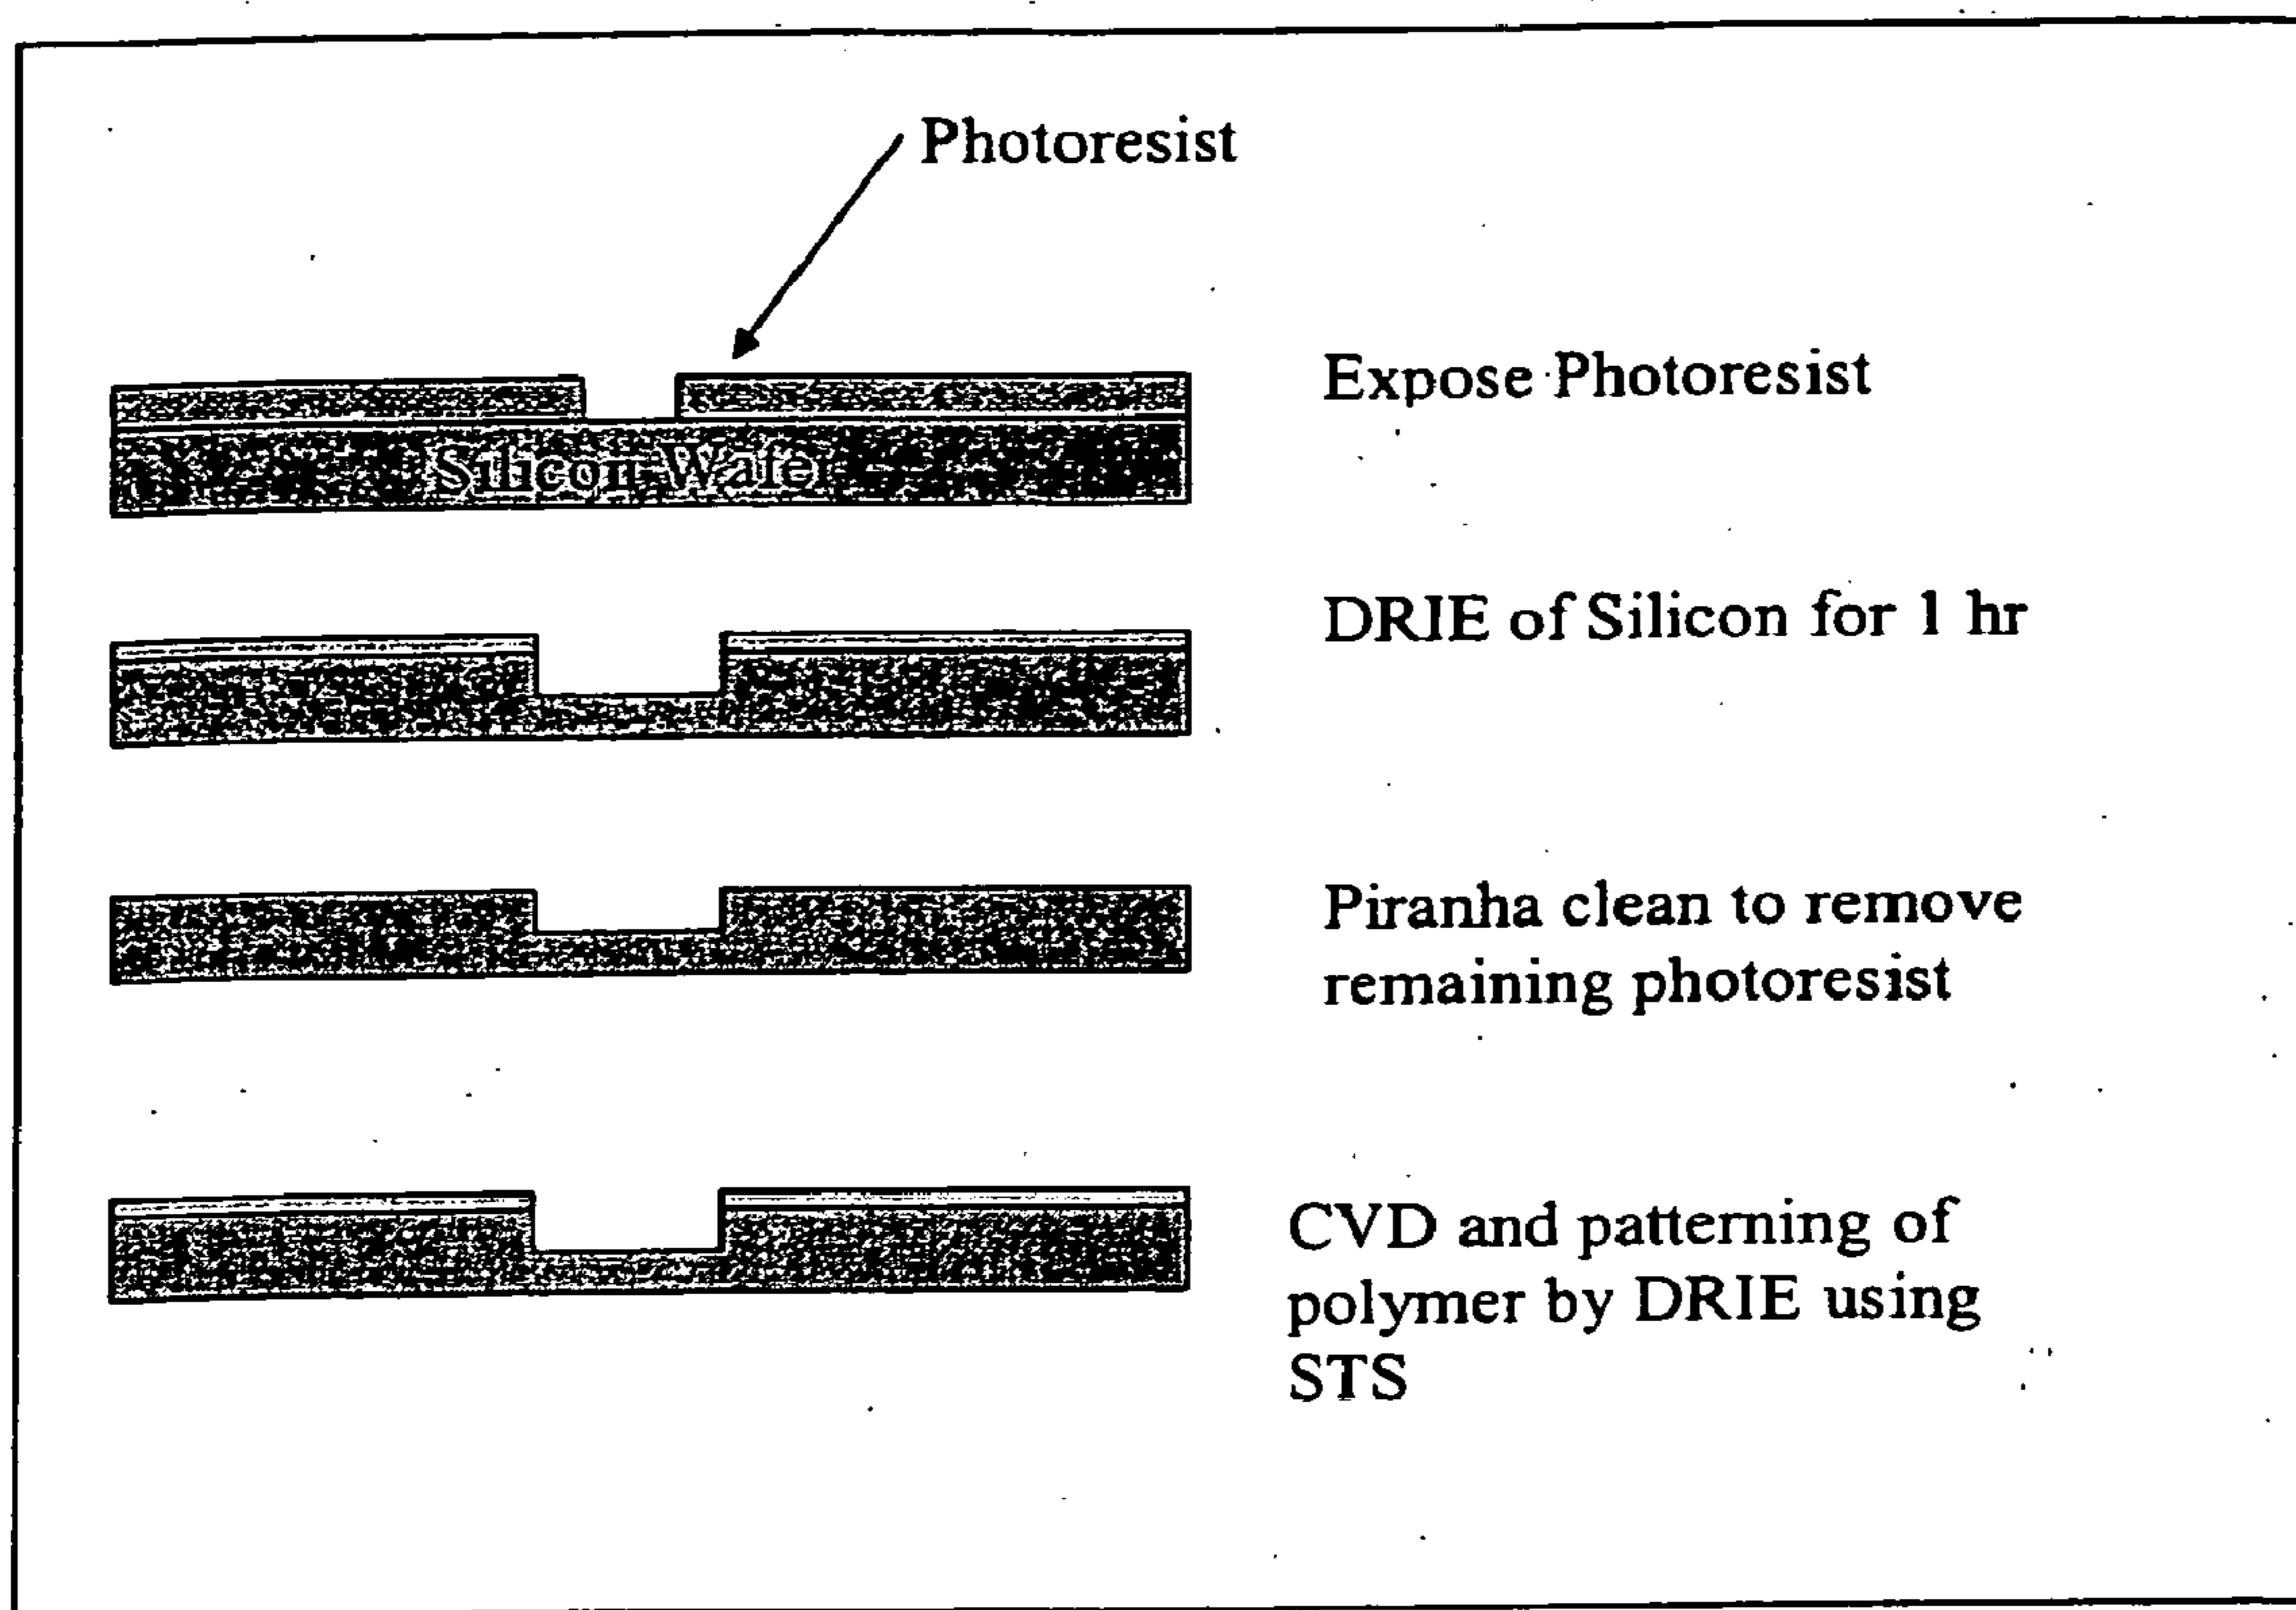 Photoresist
Expose Photoresist
Silicon Wafer
DRIE of Silicon for 1 hr
Piranha clean to remove
remaining photoresist
CVD and patterning of
polymer by DRIE using
STS